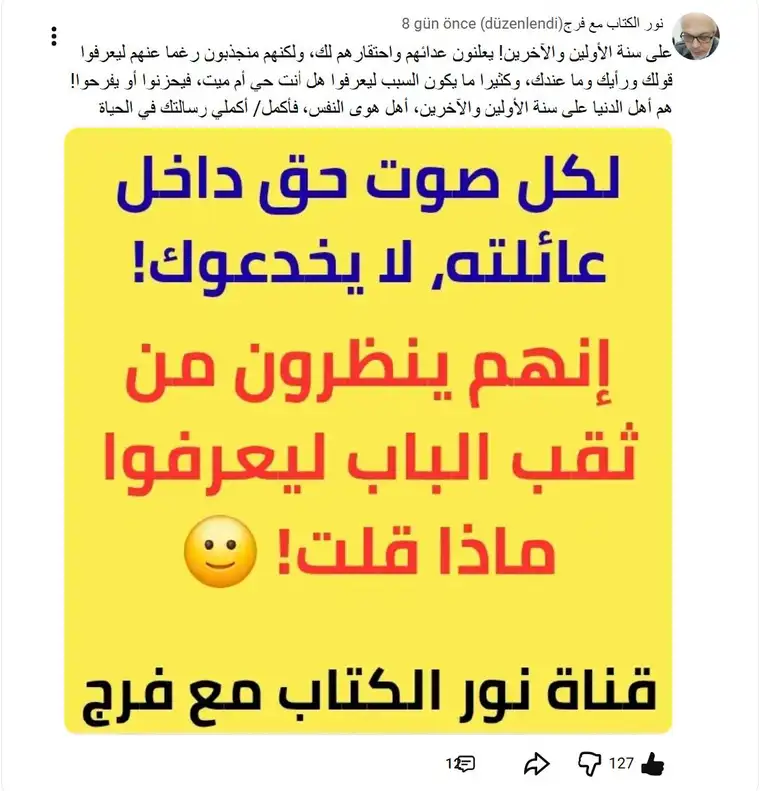 نور الكتاب مع فرج 8 gün önce (düzenlendi)
على سنة الأولين والآخرين! يعلنون عدائهم واحتقارهم لك، ولكنهم منجذبون رغما عنهم ليعرفوا
قولك ورأيك وما عندك، وكثيرا ما يكون السبب ليعرفوا هل أنت حي أم ميت، فيحزنوا أو يفرحوا!
هم أهل الدنيا على سنة الأولين والآخرين، أهل هوى النفس، فأكمل/ أكملي رسالتك في الحياة
لكل صوت حق داخل
عائلته, لا يخدعوك!
إنهم ينظرون من
ثقب الباب ليعرفوا
ماذا قلت! 🙂
قناة نور الكتاب مع فرج
127
12